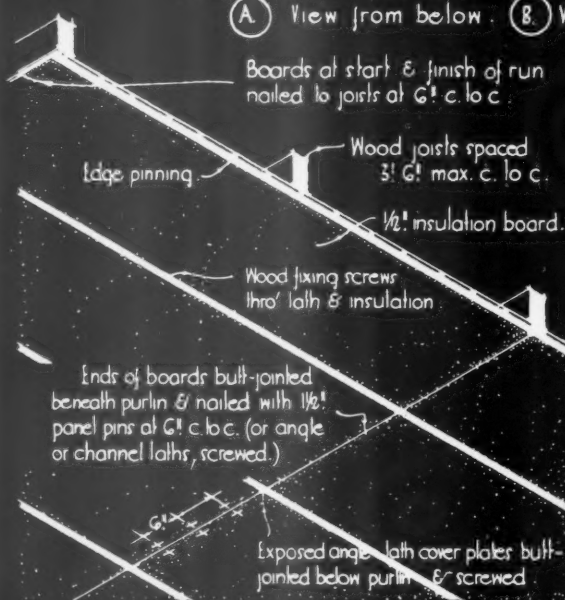 A. View from below. B.
Boards at start & finish of run
nailed to joists at 6" c. to c.
Edge pinning
Wood joists spaced
3' 6" max. c. to c.
1/2" insulation board.
Wood fixing screws
thro' lath & insulation
Ends of boards butt-jointed
beneath purlin & nailed with 1 1/2"
panel pins at 6" c. to c. (or angle
or channel laths, screwed.)
6"
Exposed angle lath cover plates butt-
jointed below purlin & screwed